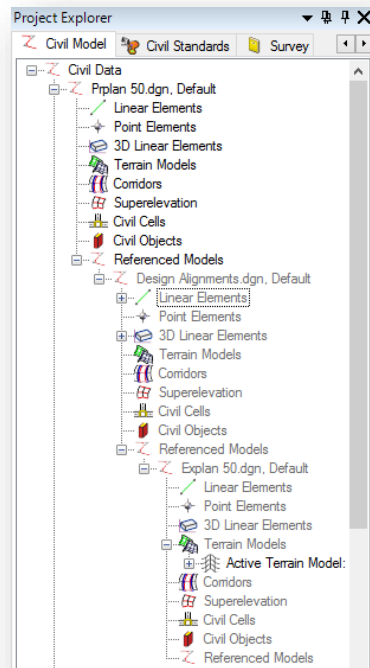 Project Explorer
Civil Model Civil Standards Survey
Civil Data
Prplan 50.dgn, Default
Linear Elements
Point Elements
3D Linear Elements
Terrain Models
Corridors
Superelevation
Civil Cells
Civil Objects
Referenced Models
Design Alignments.dgn, Default
Linear Elements
Point Elements
3D Linear Elements
Terrain Models
Corridors
Superelevation
Civil Cells
Civil Objects
Referenced Models
Explan 50.dgn, Default
Linear Elements
Point Elements
3D Linear Elements
Terrain Models
Active Terrain Model:
Corridors
Superelevation
Civil Cells
Civil Objects
Referenced Models